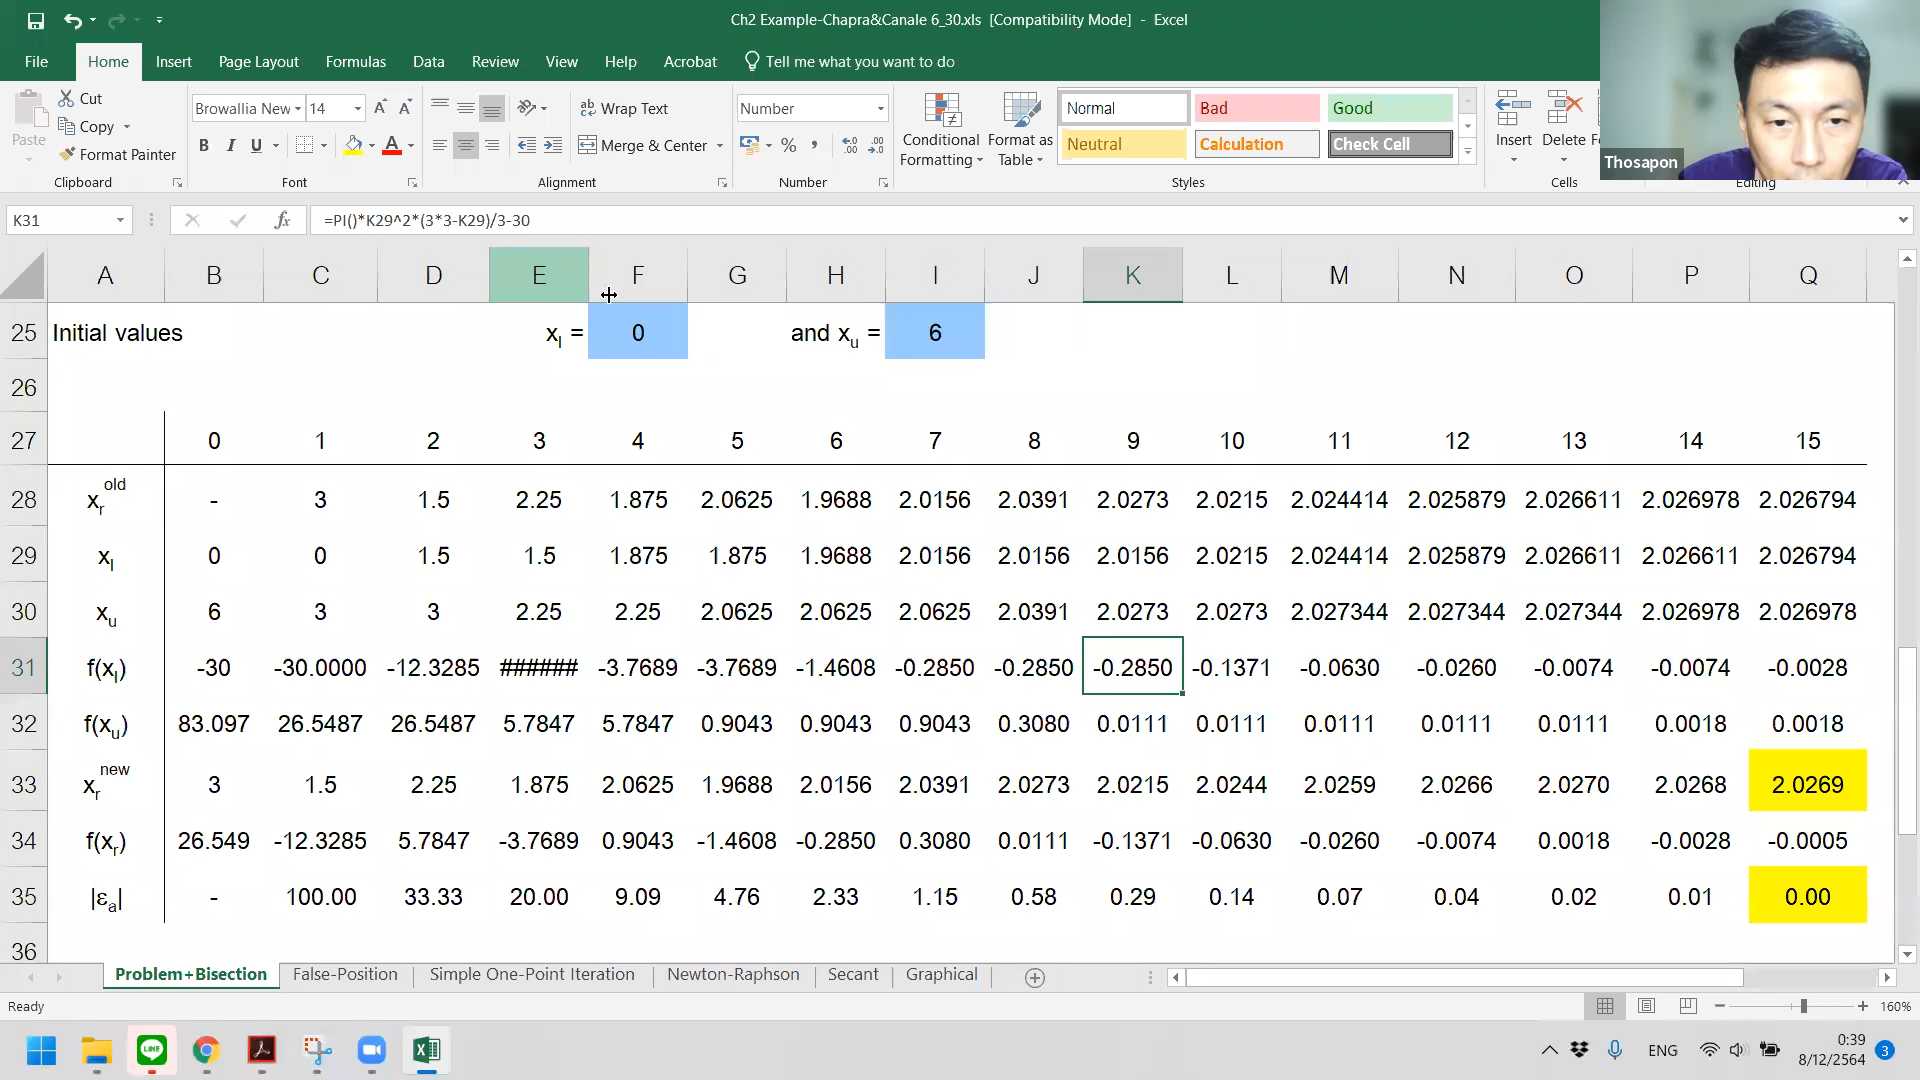 Ch2 Example-Chapra&Canale 6_30.xls [Compatibility Mode] - Excel
File Home Insert Page Layout Formulas Data Review View Help Acrobat Tell me what you want to do
Paste
Cut
Copy
Format Painter
Clipboard
Browallia New 14
B I U
Font
Wrap Text
Merge & Center
Alignment
Number
% ,
Number
Conditional Formatting
Format as Table
Normal Bad Good
Neutral Calculation Check Cell
Styles
Insert Delete F
Cells
Editing
Thosapon
K31 fx =PI()*K29^2*(3*3-K29)/3-30
A B C D E F G H I J K L M N O P Q
25 Initial values xl = 0 and xu = 6
26
27 0 1 2 3 4 5 6 7 8 9 10 11 12 13 14 15
28 xr old - 3 1.5 2.25 1.875 2.0625 1.9688 2.0156 2.0391 2.0273 2.0215 2.024414 2.025879 2.026611 2.026978 2.026794
29 xl 0 0 1.5 1.5 1.875 1.875 1.9688 2.0156 2.0156 2.0156 2.0215 2.024414 2.025879 2.026611 2.026611 2.026794
30 xu 6 3 3 2.25 2.25 2.0625 2.0625 2.0625 2.0391 2.0273 2.0273 2.027344 2.027344 2.027344 2.026978 2.026978
31 f(xl) -30 -30.0000 -12.3285 ###### -3.7689 -3.7689 -1.4608 -0.2850 -0.2850 -0.2850 -0.1371 -0.0630 -0.0260 -0.0074 -0.0074 -0.0028
32 f(xu) 83.097 26.5487 26.5487 5.7847 5.7847 0.9043 0.9043 0.9043 0.3080 0.0111 0.0111 0.0111 0.0111 0.0111 0.0018 0.0018
33 xr new 3 1.5 2.25 1.875 2.0625 1.9688 2.0156 2.0391 2.0273 2.0215 2.0244 2.0259 2.0266 2.0270 2.0268 2.0269
34 f(xr) 26.549 -12.3285 5.7847 -3.7689 0.9043 -1.4608 -0.2850 0.3080 0.0111 -0.1371 -0.0630 -0.0260 -0.0074 0.0018 -0.0028 -0.0005
35 |εa| - 100.00 33.33 20.00 9.09 4.76 2.33 1.15 0.58 0.29 0.14 0.07 0.04 0.02 0.01 0.00
36
Problem+Bisection False-Position Simple One-Point Iteration Newton-Raphson Secant Graphical
Ready 160%
LINE
ENG
0:39
8/12/2564
3